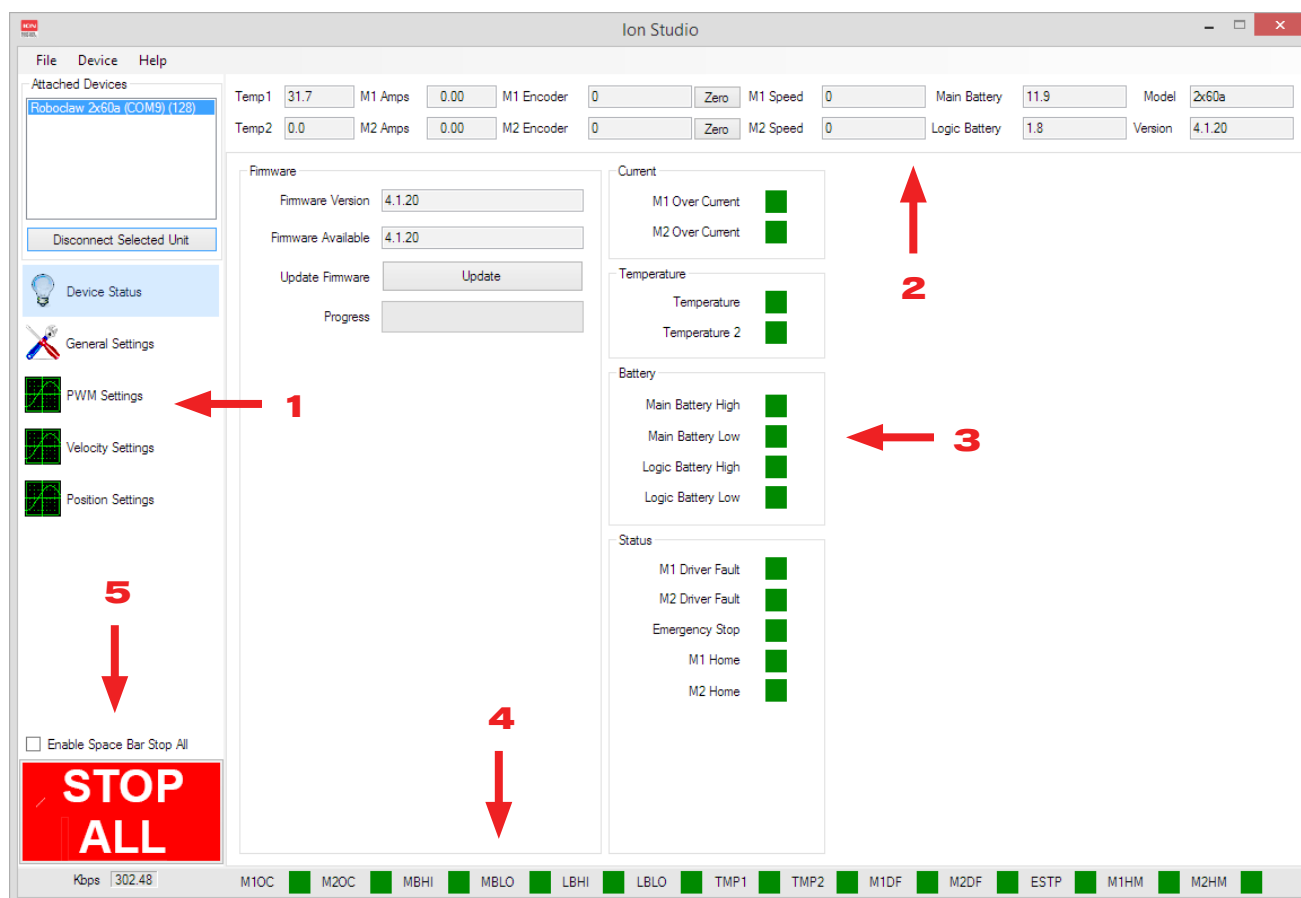 Ion Studio
File Device Help
Attached Devices
Roboclaw 2x60a (COM9) (128)
Disconnect Selected Unit
Temp1 31.7 M1 Amps 0.00 M1 Encoder 0 Zero M1 Speed 0 Main Battery 11.9 Model 2x60a
Temp2 0.0 M2 Amps 0.00 M2 Encoder 0 Zero M2 Speed 0 Logic Battery 1.8 Version 4.1.20
Device Status
General Settings
PWM Settings
Velocity Settings
Position Settings
1
5
Enable Space Bar Stop All
STOP
ALL
Firmware
Firmware Version 4.1.20
Firmware Available 4.1.20
Update Firmware Update
Progress
4
Current
M1 Over Current
M2 Over Current
2
Temperature
Temperature
Temperature 2
Battery
Main Battery High
Main Battery Low
Logic Battery High
Logic Battery Low
3
Status
M1 Driver Fault
M2 Driver Fault
Emergency Stop
M1 Home
M2 Home
Kbps 302.48 M1OC M2OC MBHI MBLO LBHI LBLO TMP1 TMP2 M1DF M2DF ESTP M1HM M2HM